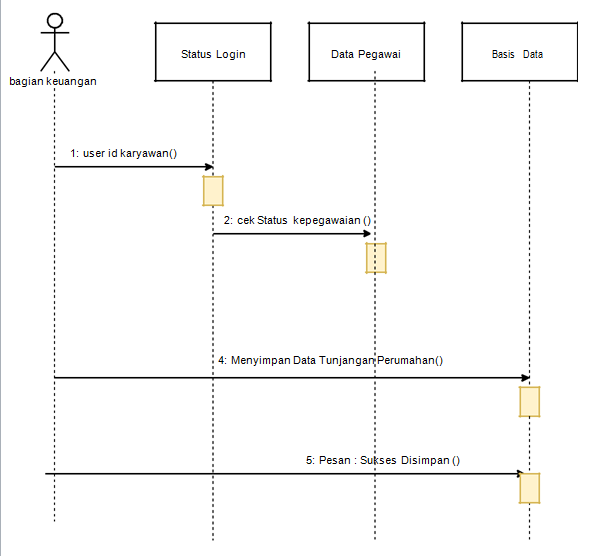 Status Login
Data Pegawai
Basis Data
bagian keuangan
1: user id karyawan()
2: cek Status kepegawaian ()
4: Menyimpan Data Tunjangan Perumahan()
5: Pesan : Sukses Disimpan ()